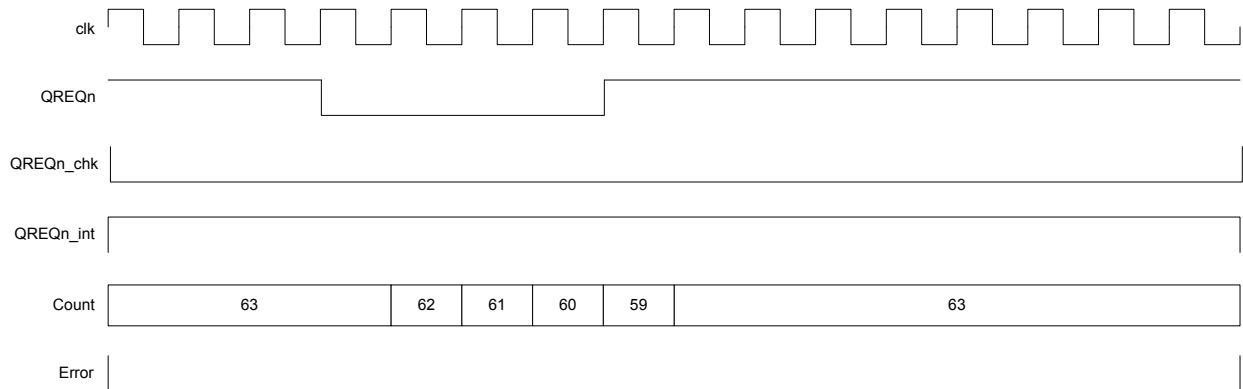 clk
QREQn
QREQn_chk
QREQn_int
Count 63 62 61 60 59 63
Error